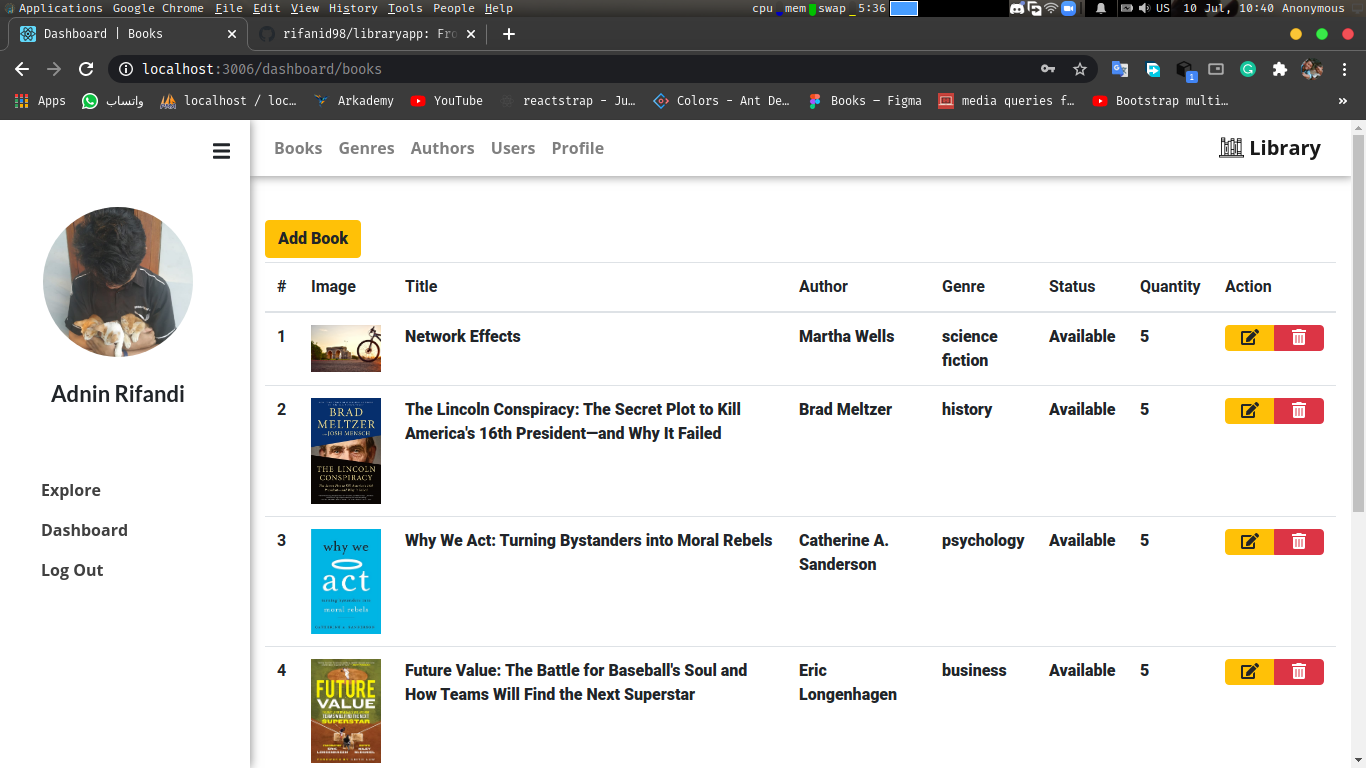 Applications Google Chrome File Edit View History Tools People Help cpu mem swap 5:36 US 10 Jul, 10:40 Anonymous
Dashboard | Books rifanid98/libraryapp: Fro
localhost:3006/dashboard/books
Apps واتساب localhost / loc… Arkademy YouTube reactstrap - Ju… Colors - Ant De… Books – Figma media queries f… Bootstrap multi… »
Books Genres Authors Users Profile Library
Adnin Rifandi
Explore
Dashboard
Log Out
Add Book
# Image Title Author Genre Status Quantity Action
1 Network Effects Martha Wells science Available 5
fiction
2 The Lincoln Conspiracy: The Secret Plot to Kill Brad Meltzer history Available 5
America's 16th President—and Why It Failed
BRAD
MELTZER
JOSH MENSCH
THE LINCOLN
CONSPIRACY
3 Why We Act: Turning Bystanders into Moral Rebels Catherine A. psychology Available 5
Sanderson
why we
act
moral rebels
4 Future Value: The Battle for Baseball's Soul and Eric business Available 5
How Teams Will Find the Next Superstar Longenhagen
FUTURE
VALUE
SUPERSTAR
1